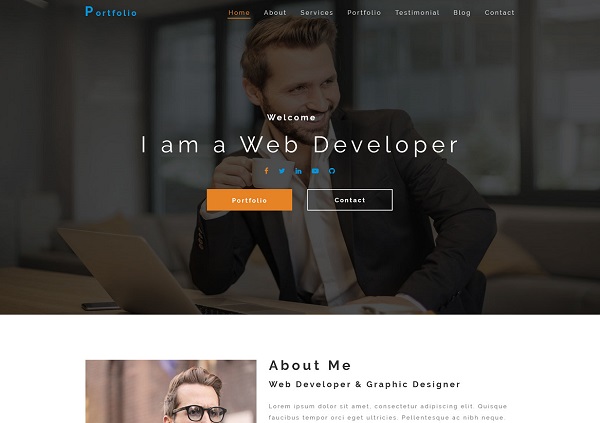 Portfolio
Home About Services Portfolio Testimonial Blog Contact
Welcome
I am a Web Developer
Portfolio Contact
About Me
Web Developer & Graphic Designer
Lorem ipsum dolor sit amet, consectetur adipiscing elit. Quisque
faucibus tempor orci eget ultricies. Pellentesque ac nibh neque.